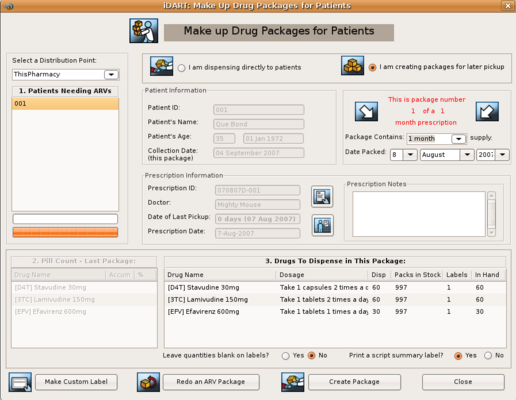 iDART: Make Up Drug Packages for Patients
Make up Drug Packages for Patients
Select a Distribution Point:
ThisPharmacy
1. Patients Needing ARVs
001
I am dispensing directly to patients
I am creating packages for later pickup
Patient Information
Patient ID: 001
Patient's Name: Que Bond
Patient's Age: 35 01 Jan 1972
Collection Date: 04 September 2007
(this package)
This is package number
1 of a 1
month prescription
Package Contains: 1 month supply.
Date Packed: 8 August 2007
Prescription Information
Prescription ID: 070807D-001
Doctor: Mighty Mouse
Date of Last Pickup: 0 days (07 Aug 2007)
Prescription Date: 7-Aug-2007
Prescription Notes
2. Pill Count - Last Package:
Drug Name Accum %
[D4T] Stavudine 30mg
[3TC] Lamivudine 150mg
[EFV] Efavirenz 600mg
3. Drugs To Dispense in This Package:
Drug Name Dosage Disp Packs in Stock Labels In Hand
[D4T] Stavudine 30mg Take 1 capsules 2 times a d 60 997 1 60
[3TC] Lamivudine 150mg Take 1 tablets 2 times a day 60 997 1 60
[EFV] Efavirenz 600mg Take 1 tablets 1 times a day 30 997 1 30
Leave quantities blank on labels? Yes No Print a script summary label? Yes No
Make Custom Label Redo an ARV Package Create Package Close